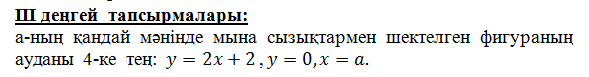 III деңгей тапсырмалары:
а-ның қандай мәнінде мына сызықтармен шектелген фигураның
ауданы 4-ке тең: y = 2x + 2 , y = 0, x = a.